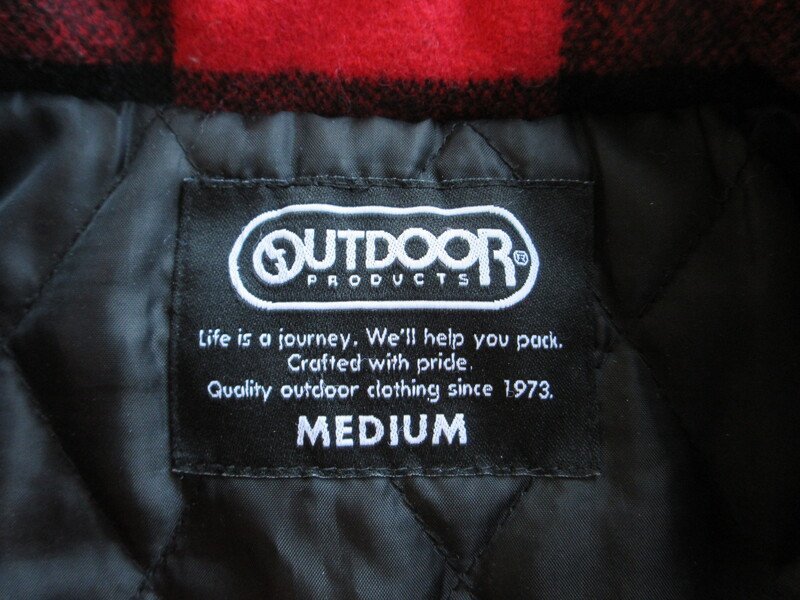 OUTDOOR®
PRODUCTS
Life is a journey. We'll help you pack.
Crafted with pride.
Quality outdoor clothing since 1973.
MEDIUM